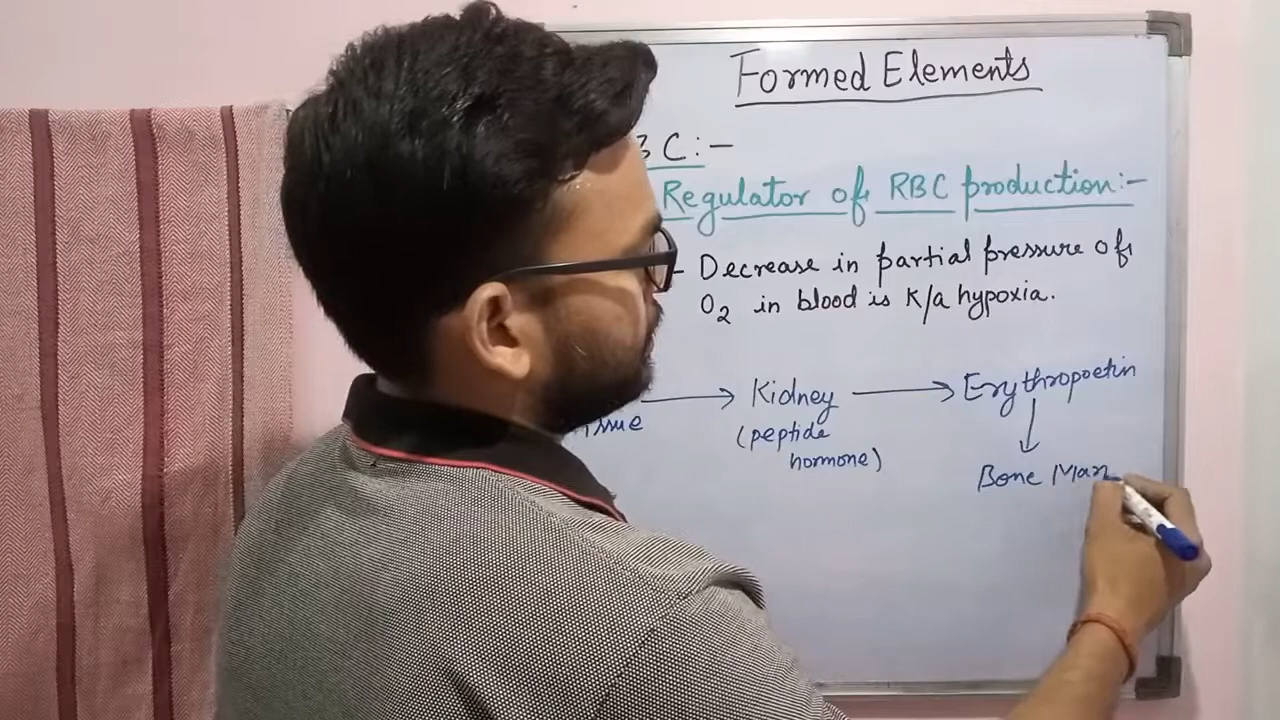 Formed Elements
BC:-
Regulator of RBC production:-
- Decrease in partial pressure of
O2 in blood is K/a hypoxia.
Kidney Erythropoetin
tissue
(peptide
hormone)
Bone Marr